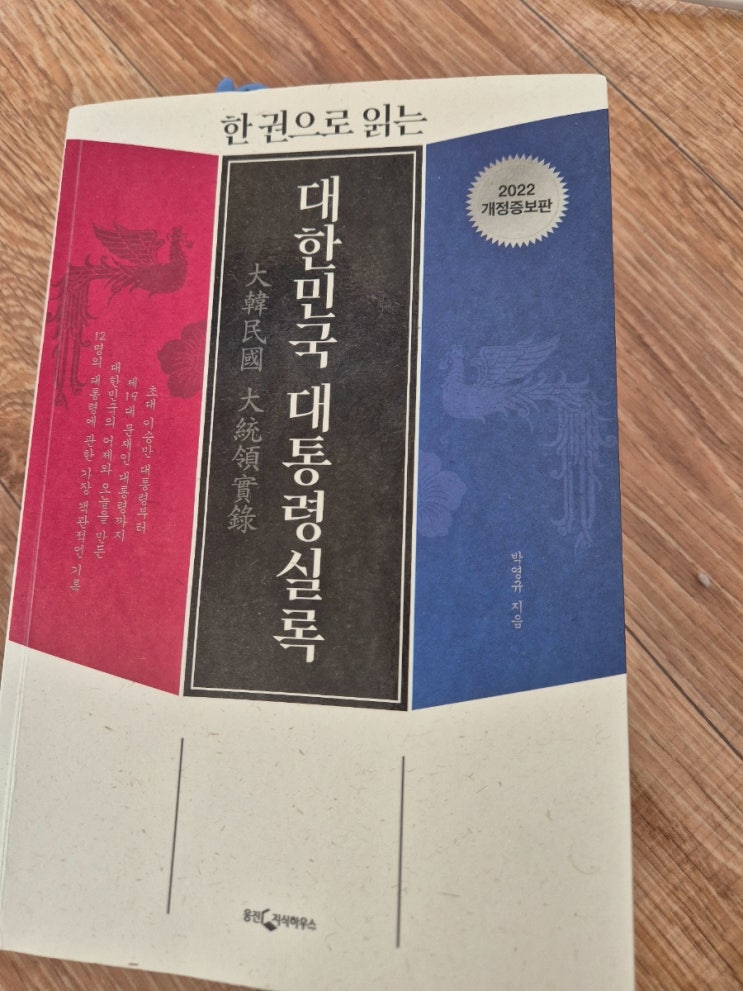 한 권으로 읽는
2022
개정증보판
대한민국 대통령실록
大韓民國 大統領實錄
초대 이승만 대통령부터
제19대 문재인 대통령까지
대한민국의 어제와 오늘을 만든
12명의 대통령에 관한 가장 객관적인 기록
박영규 지음
웅진 지식하우스